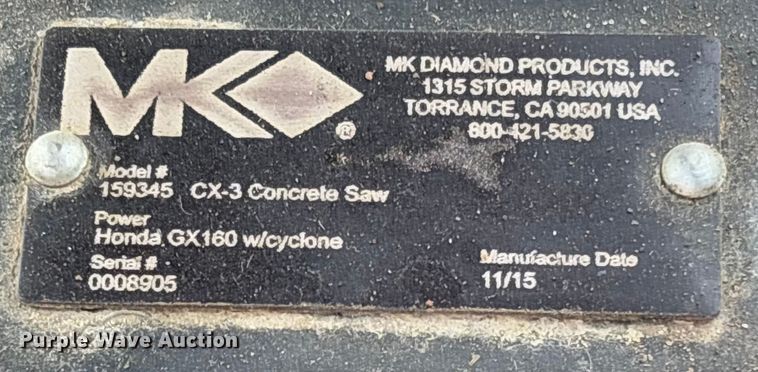 MK®
MK DIAMOND PRODUCTS, INC.
1315 STORM PARKWAY
TORRANCE, CA 90501 USA
800-421-5830
Model #
159345 CX-3 Concrete Saw
Power
Honda GX160 w/cyclone
Serial #
0008905
Manufacture Date
11/15
Purple Wave Auction